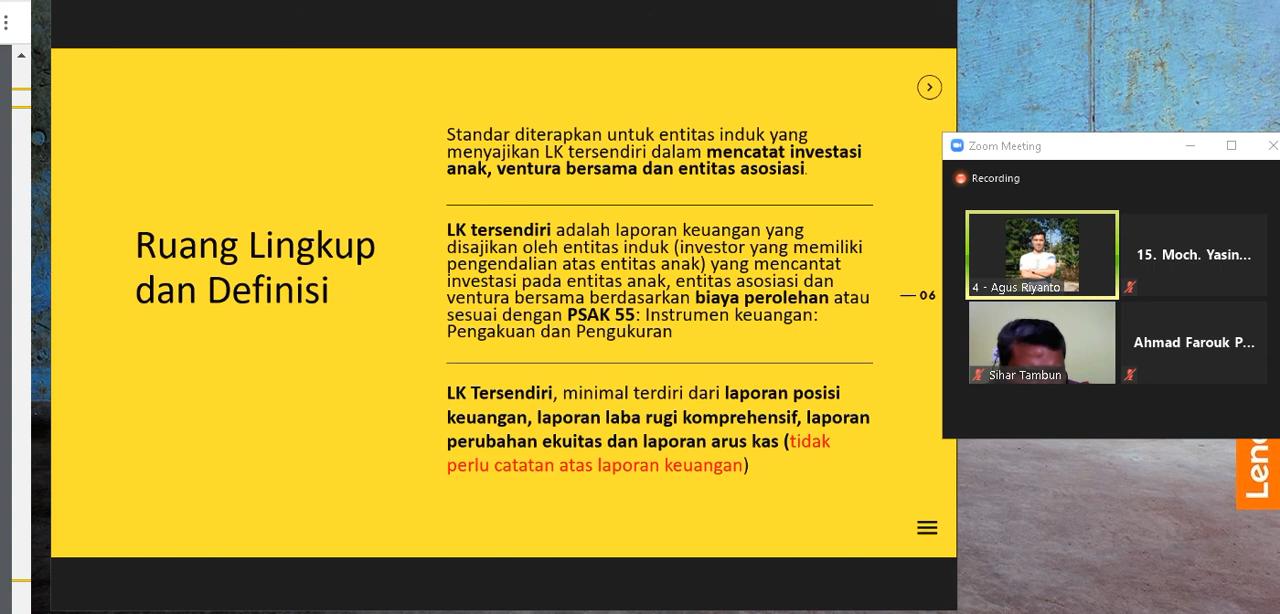 Ruang Lingkup
dan Definisi
Standar diterapkan untuk entitas induk yang
menyajikan LK tersendiri dalam mencatat investasi
anak, ventura bersama dan entitas asosiasi.
LK tersendiri adalah laporan keuangan yang
disajikan oleh entitas induk (investor yang memiliki
pengendalian atas entitas anak) yang mencantat
investasi pada entitas anak, entitas asosiasi dan
ventura bersama berdasarkan biaya perolehan atau
sesuai dengan PSAK 55: Instrumen keuangan:
Pengakuan dan Pengukuran
— 06
LK Tersendiri, minimal terdiri dari laporan posisi
keuangan, laporan laba rugi komprehensif, laporan
perubahan ekuitas dan laporan arus kas (tidak
perlu catatan atas laporan keuangan)
Zoom Meeting
Recording
4 - Agus Riyanto
15. Moch. Yasin...
Sihar Tambun
Ahmad Farouk P...